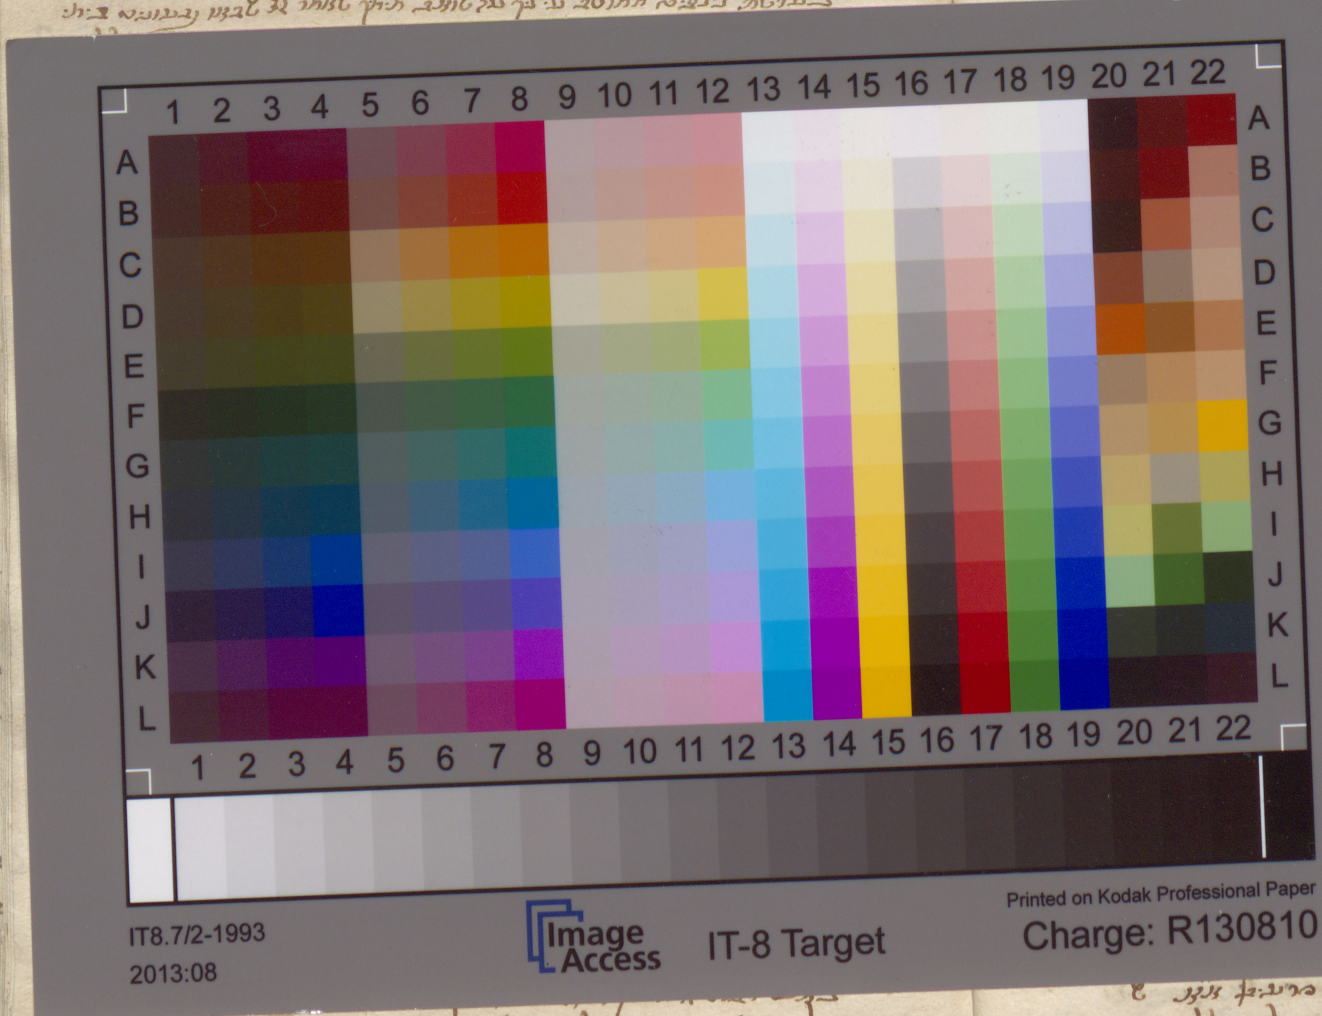 1 2 3 4 5 6 7 8 9 10 11 12 13 14 15 16 17 18 19 20 21 22
A A
B B
C C
D D
E E
F F
G G
H H
I I
J J
K K
L L
1 2 3 4 5 6 7 8 9 10 11 12 13 14 15 16 17 18 19 20 21 22
Printed on Kodak Professional Paper
IT8.7/2-1993
Image
Access
IT-8 Target
Charge: R130810
2013:08